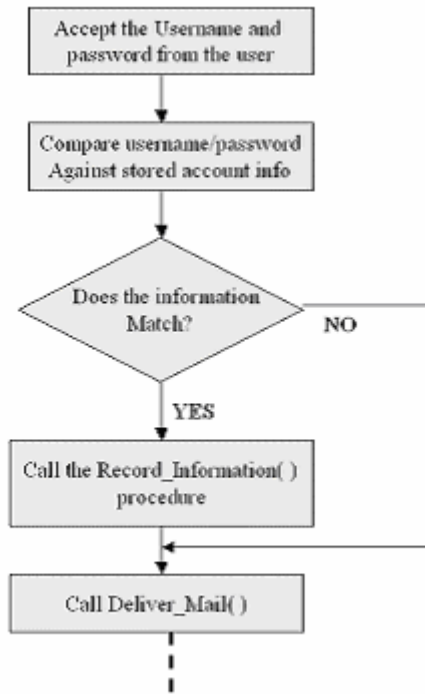 Accept the Username and
password from the user
Compare username/password
Against stored account info
Does the information
Match?
NO
YES
Call the Record_Information( )
procedure
Call Deliver_Mail( )